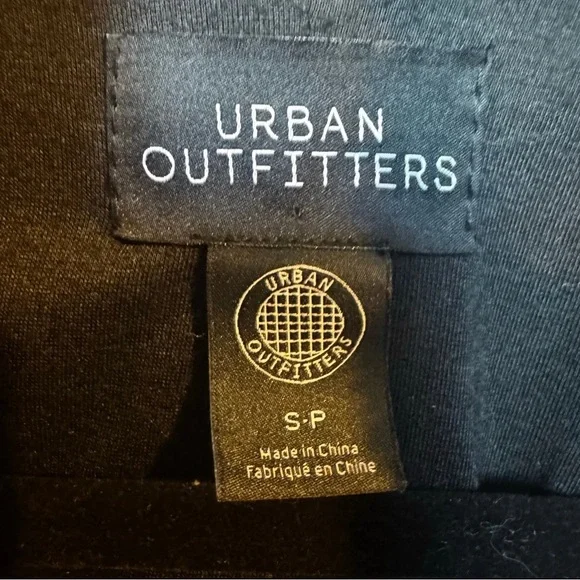 URBAN
OUTFITTERS
URBAN
OUTFITTERS
S·P
Made in China
Fabriqué en Chine